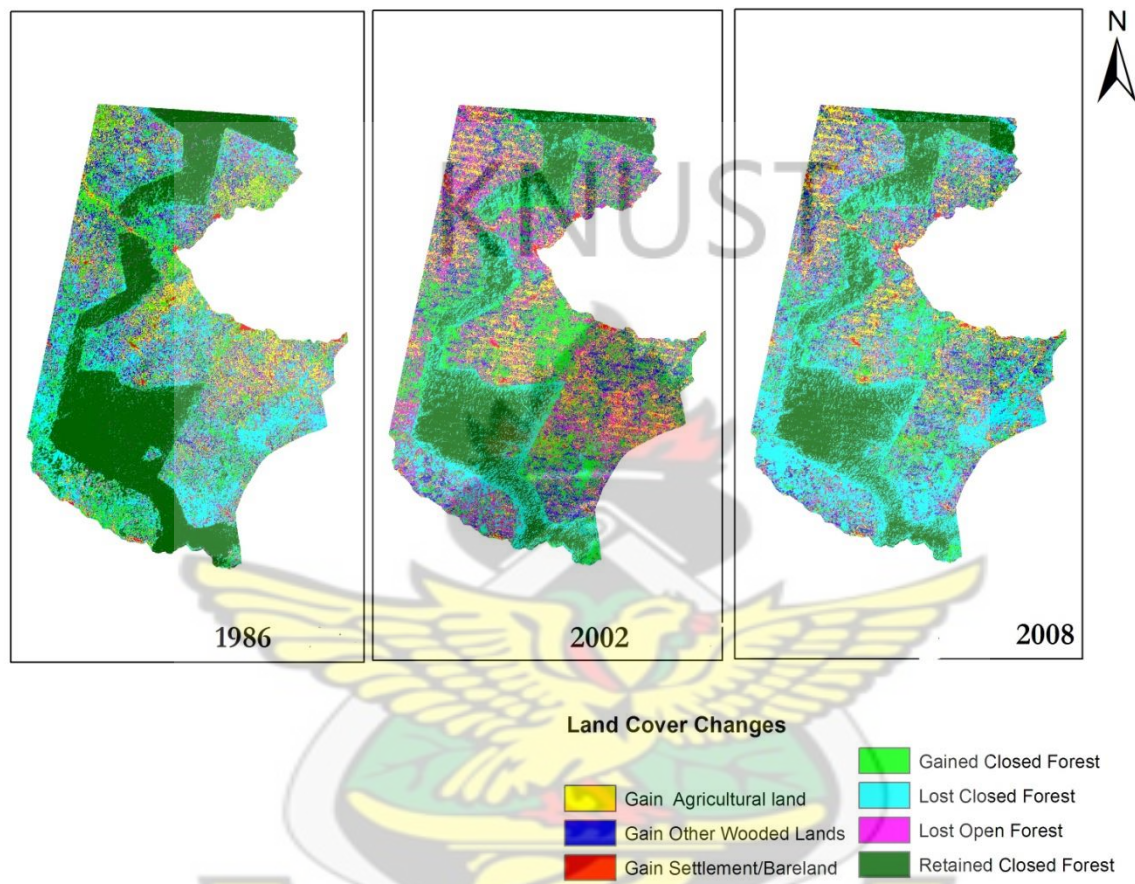 N
KNUST
1986
2002
2008
Land Cover Changes
Gain Agricultural land
Gain Other Wooded Lands
Gain Settlement/Bareland
Gained Closed Forest
Lost Closed Forest
Lost Open Forest
Retained Closed Forest